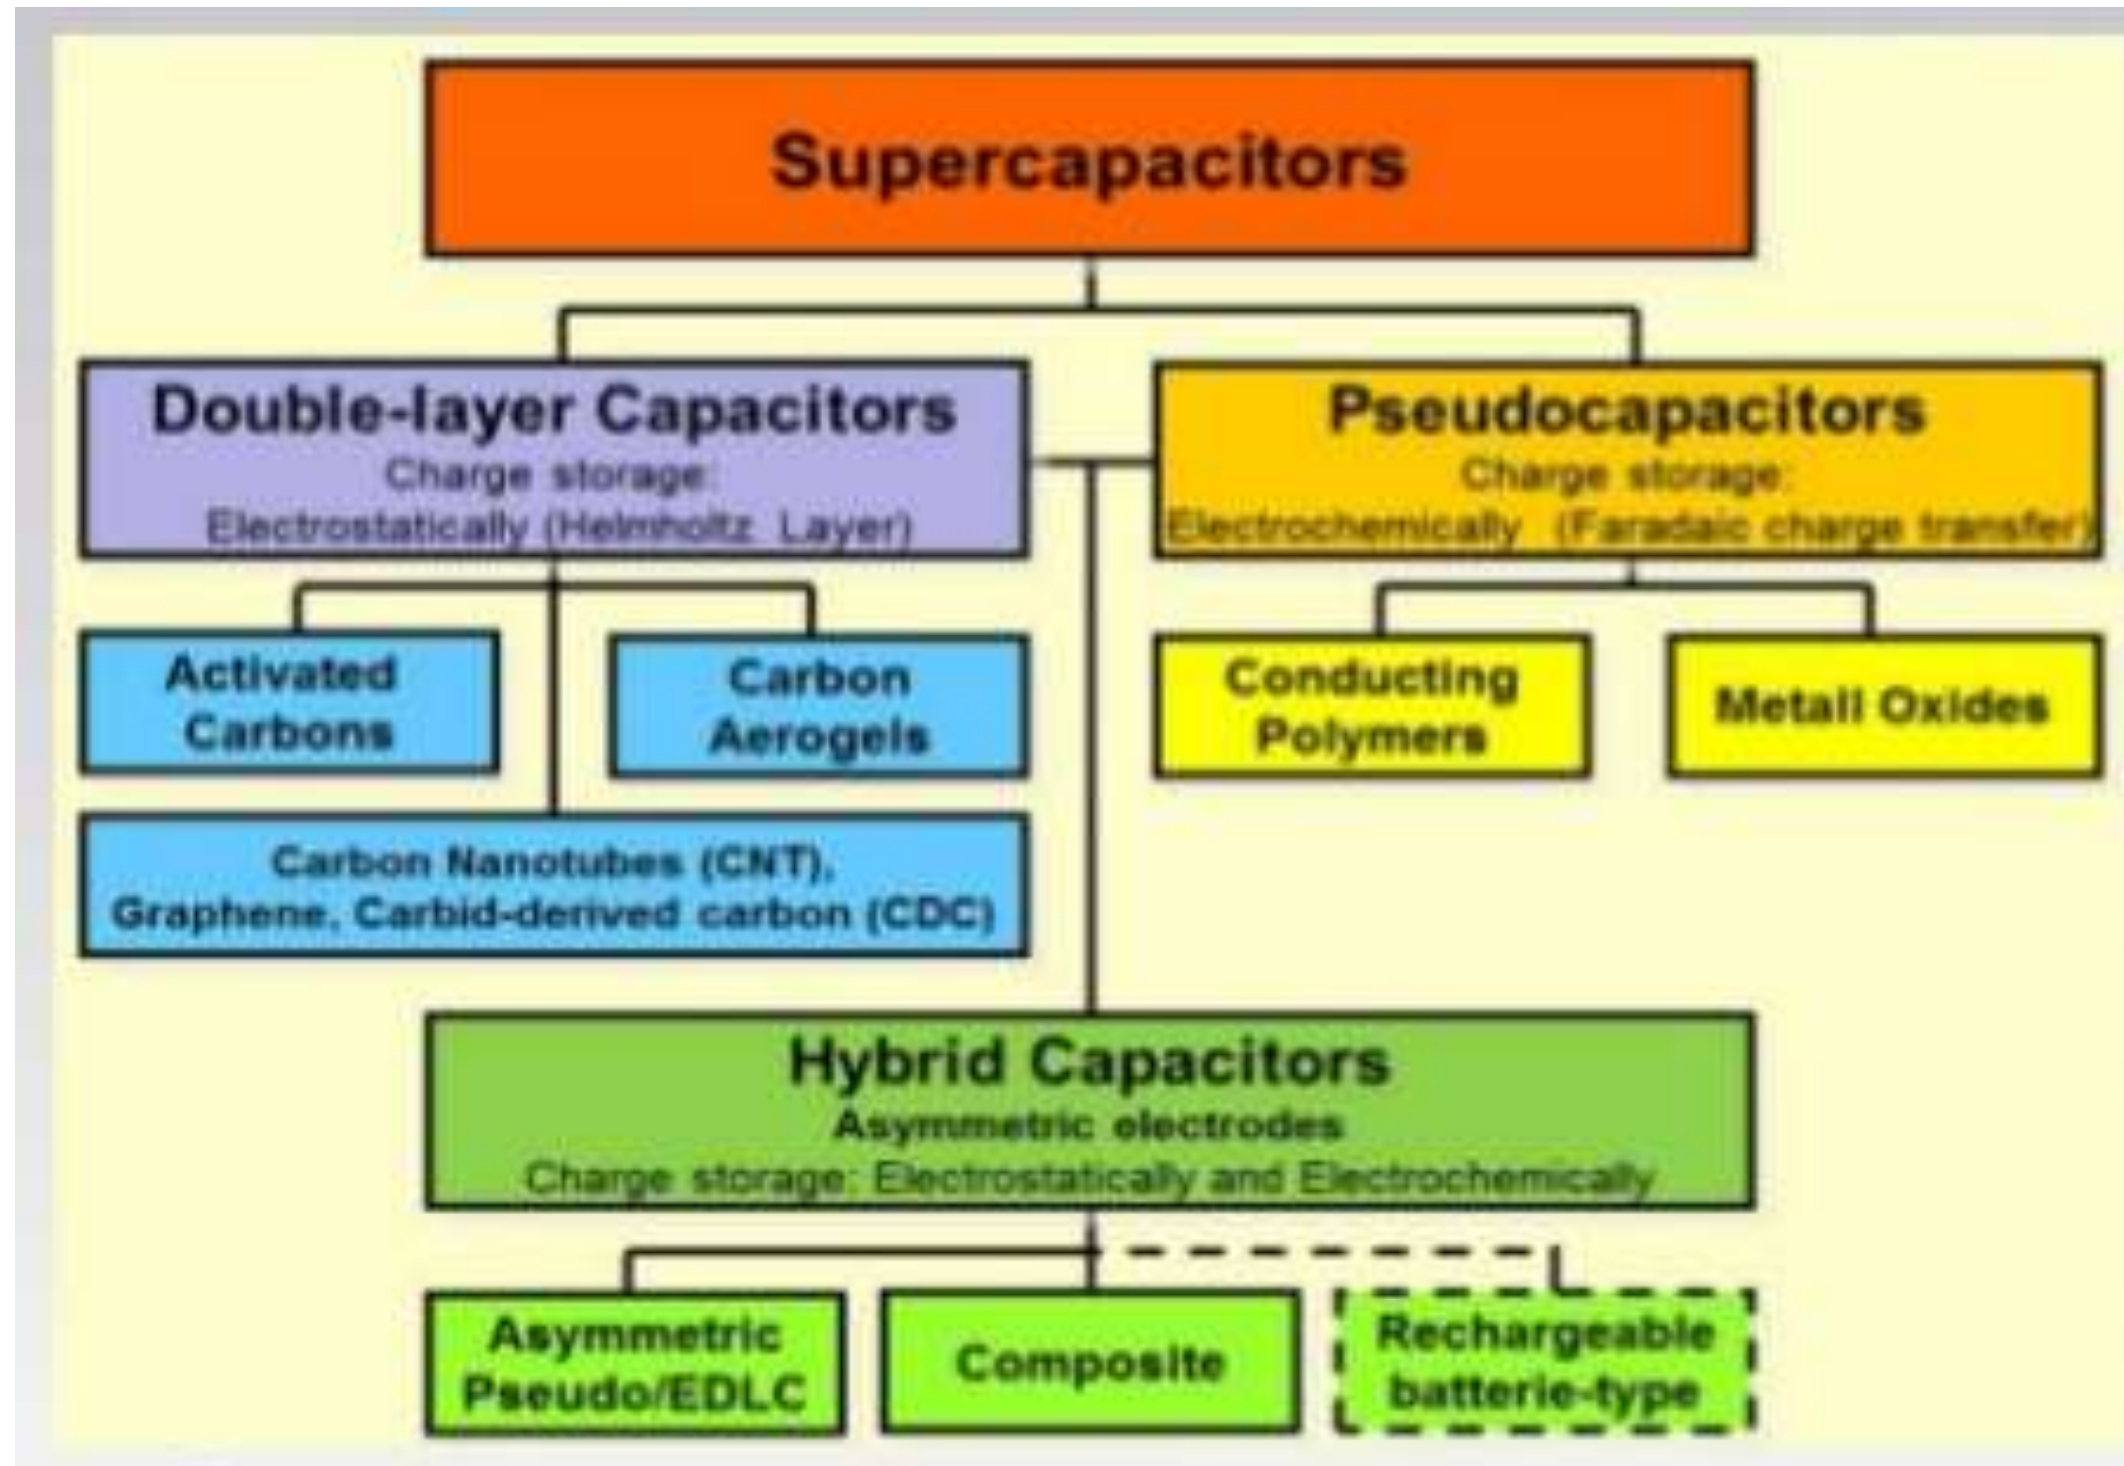 Supercapacitors
Double-layer Capacitors
Charge storage:
Electrostatically (Helmholtz Layer)
Pseudocapacitors
Charge storage:
Electrochemically (Faradaic charge transfer)
Activated
Carbons
Carbon
Aerogels
Conducting
Polymers
Metall Oxides
Carbon Nanotubes (CNT),
Graphene, Carbid-derived carbon (CDC)
Hybrid Capacitors
Asymmetric electrodes
Charge storage: Electrostatically and Electrochemically
Asymmetric
Pseudo/EDLC
Composite
Rechargeable
batterie-type